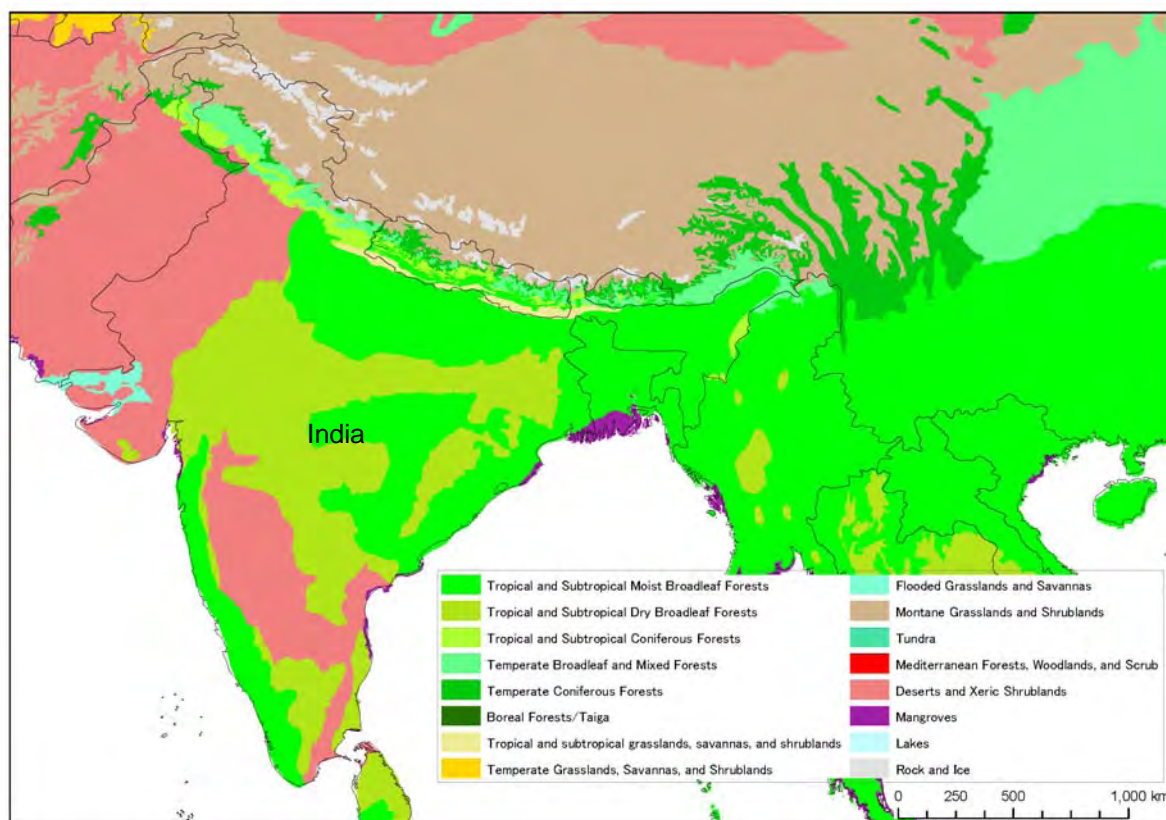 India
Tropical and Subtropical Moist Broadleaf Forests
Tropical and Subtropical Dry Broadleaf Forests
Tropical and Subtropical Coniferous Forests
Temperate Broadleaf and Mixed Forests
Temperate Coniferous Forests
Boreal Forests/Taiga
Tropical and subtropical grasslands, savannas, and shrublands
Temperate Grasslands, Savannas, and Shrublands
Flooded Grasslands and Savannas
Montane Grasslands and Shrublands
Tundra
Mediterranean Forests, Woodlands, and Scrub
Deserts and Xeric Shrublands
Mangroves
Lakes
Rock and Ice
0 250 500 1,000 km